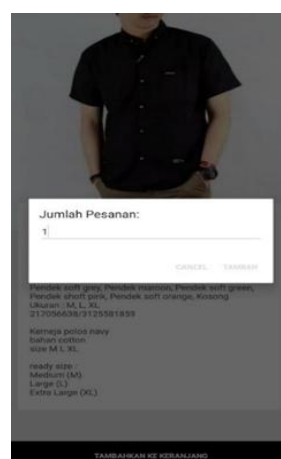 Jumlah Pesanan:
1
CANCEL TAMBAH
Pendek soft grey, Pendek maroon, Pendek soft green,
Pendek shoft pink, Pendek soft orange, Kosong
Ukuran : M, L, XL
217056638/3125581859
Kemeja polos navy
bahan cotton
size M L XL
ready size :
Medium (M)
Large (L)
Extra Large (XL)
TAMBAHKAN KE KERANJANG